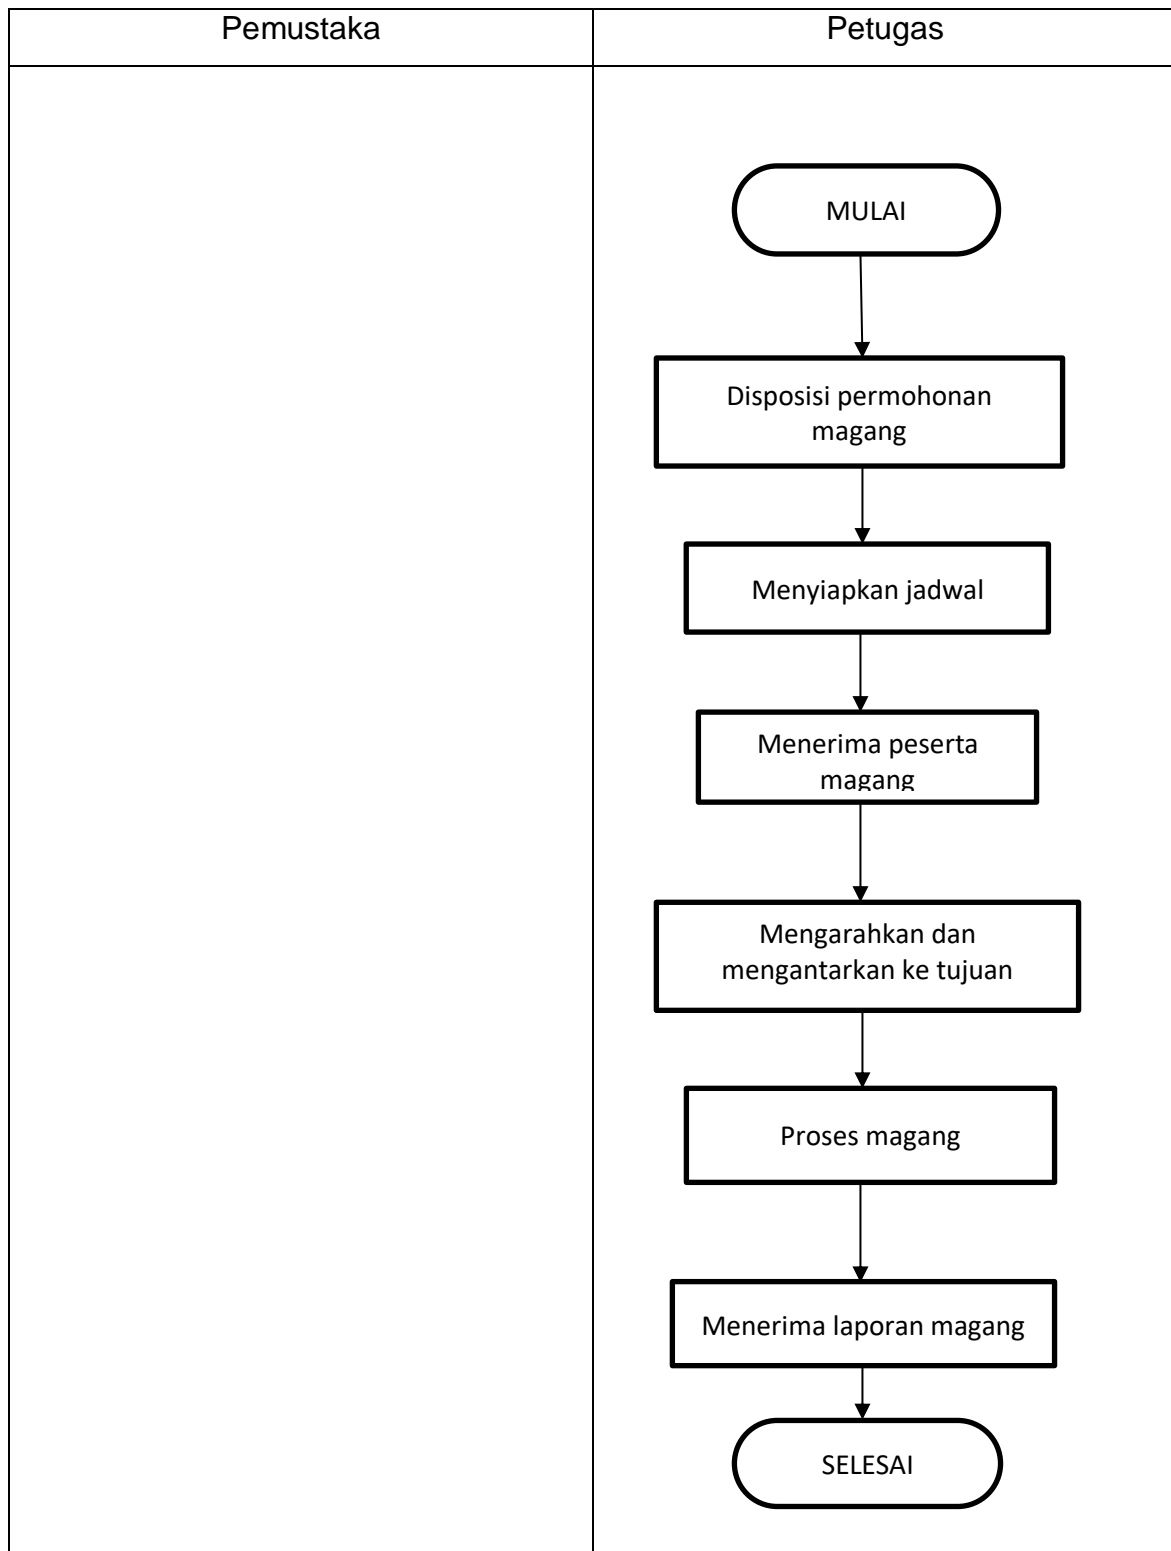 Pemustaka
Petugas
MULAI
Disposisi permohonan
magang
Menyiapkan jadwal
Menerima peserta
magang
Mengarahkan dan
mengantarkan ke tujuan
Proses magang
Menerima laporan magang
SELESAI